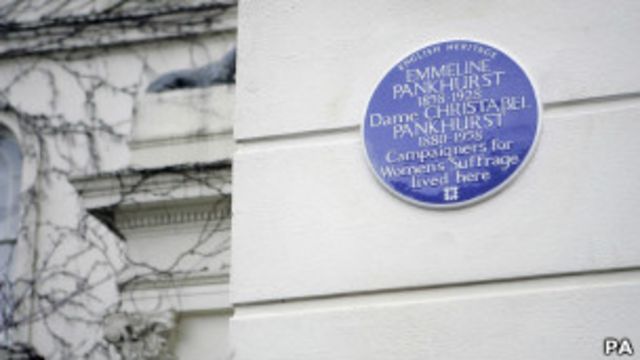 ENGLISH HERITAGE
EMMELINE
PANKHURST
1858-1928
Dame CHRISTABEL
PANKHURST
1880-1958
Campaigners for
Women's Suffrage
lived here
PA